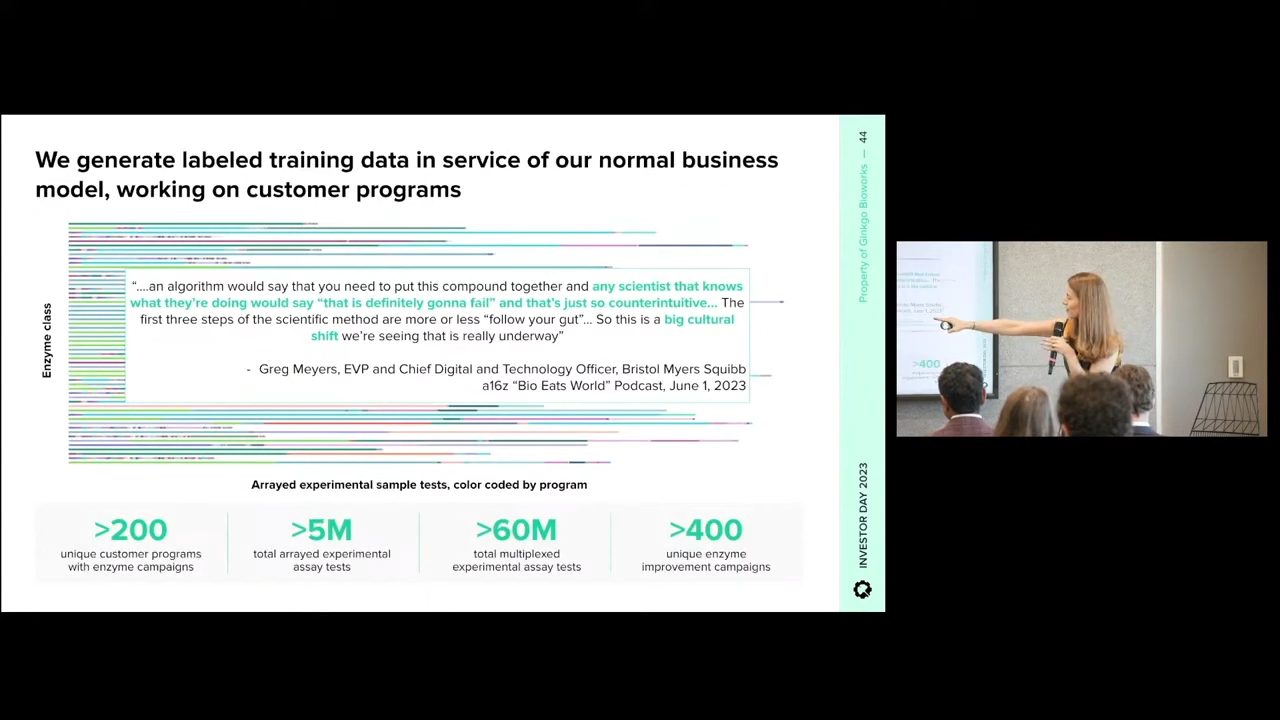 We generate labeled training data in service of our normal business
model, working on customer programs
Enzyme class
“....an algorithm would say that you need to put this compound together and any scientist that knows
what they’re doing would say “that is definitely gonna fail” and that’s just so counterintuitive... The
first three steps of the scientific method are more or less “follow your gut”... So this is a big cultural
shift we’re seeing that is really underway”
- Greg Meyers, EVP and Chief Digital and Technology Officer, Bristol Myers Squibb
a16z “Bio Eats World” Podcast, June 1, 2023
Arrayed experimental sample tests, color coded by program
>200
unique customer programs
with enzyme campaigns
>5M
total arrayed experimental
assay tests
>60M
total multiplexed
experimental assay tests
>400
unique enzyme
improvement campaigns
Property of Ginkgo Bioworks — 44
INVESTOR DAY 2023
>400